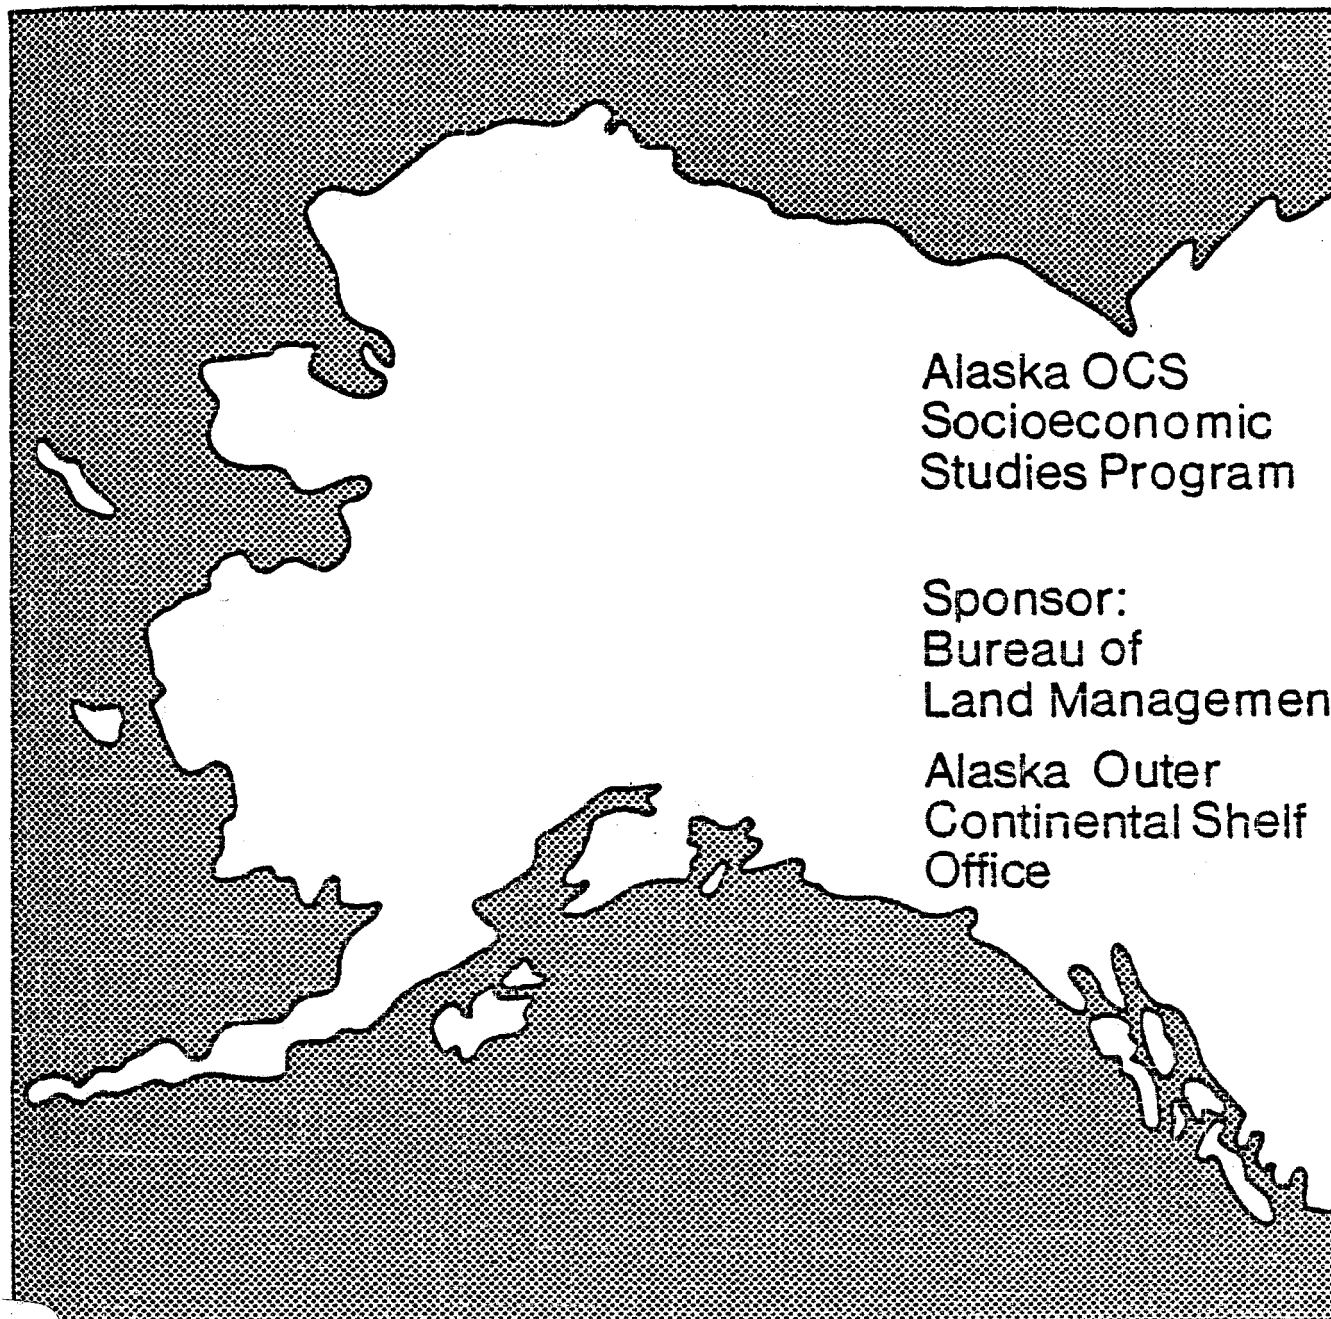 Alaska OCS
Socioeconomic
Studies Program
Sponsor:
Bureau of
Land Managemen
Alaska Outer
Continental Shelf
Office